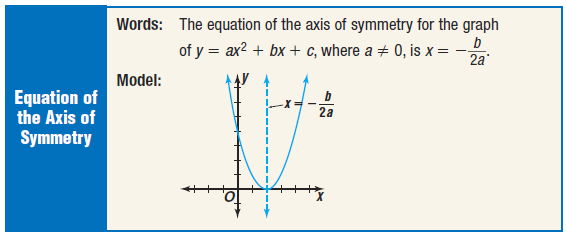 Equation of
the Axis of
Symmetry
Words: The equation of the axis of symmetry for the graph
of y = ax² + bx + c, where a ≠ 0, is x = −b/2a.
Model:
y
x = −b/2a
O
x